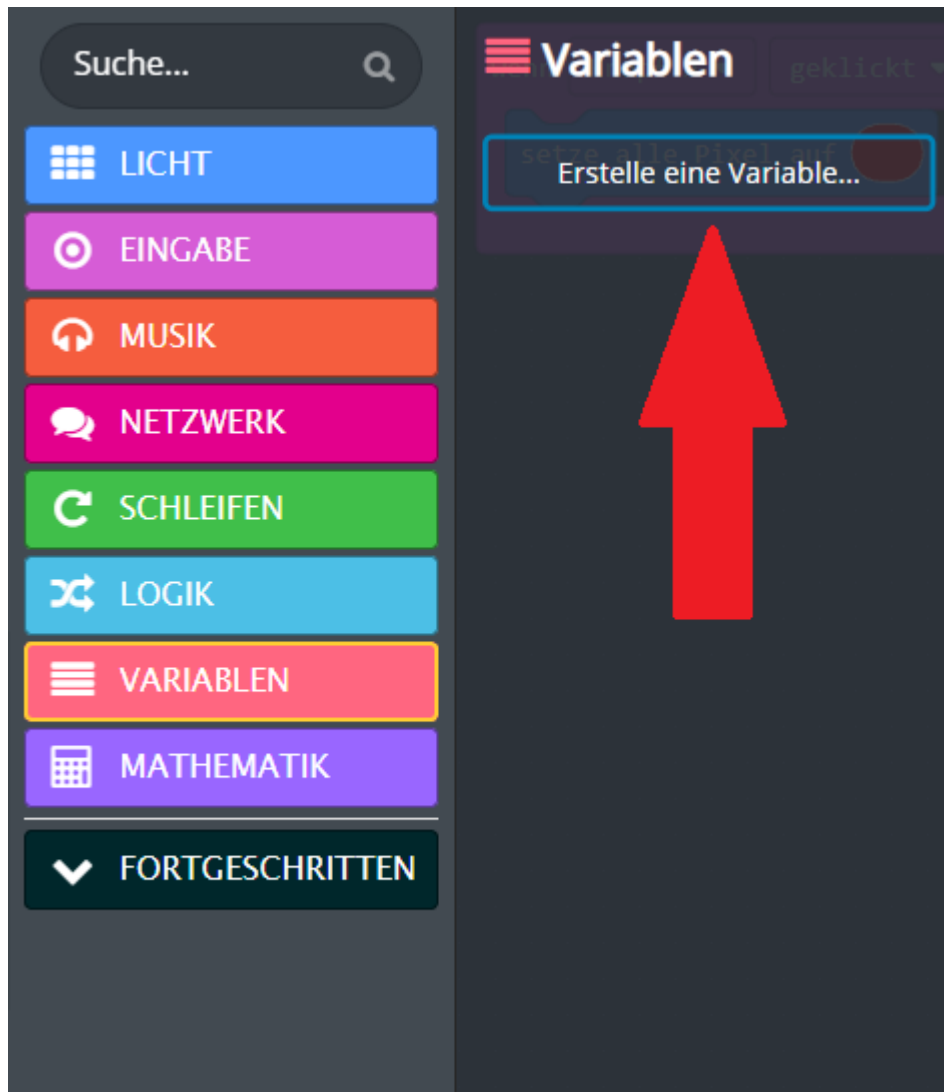 Suche...
LICHT
EINGABE
MUSIK
NETZWERK
SCHLEIFEN
LOGIK
VARIABLEN
MATHEMATIK
FORTGESCHRITTEN
Variablen
geklickt
setze alle Pixel auf
Erstelle eine Variable...